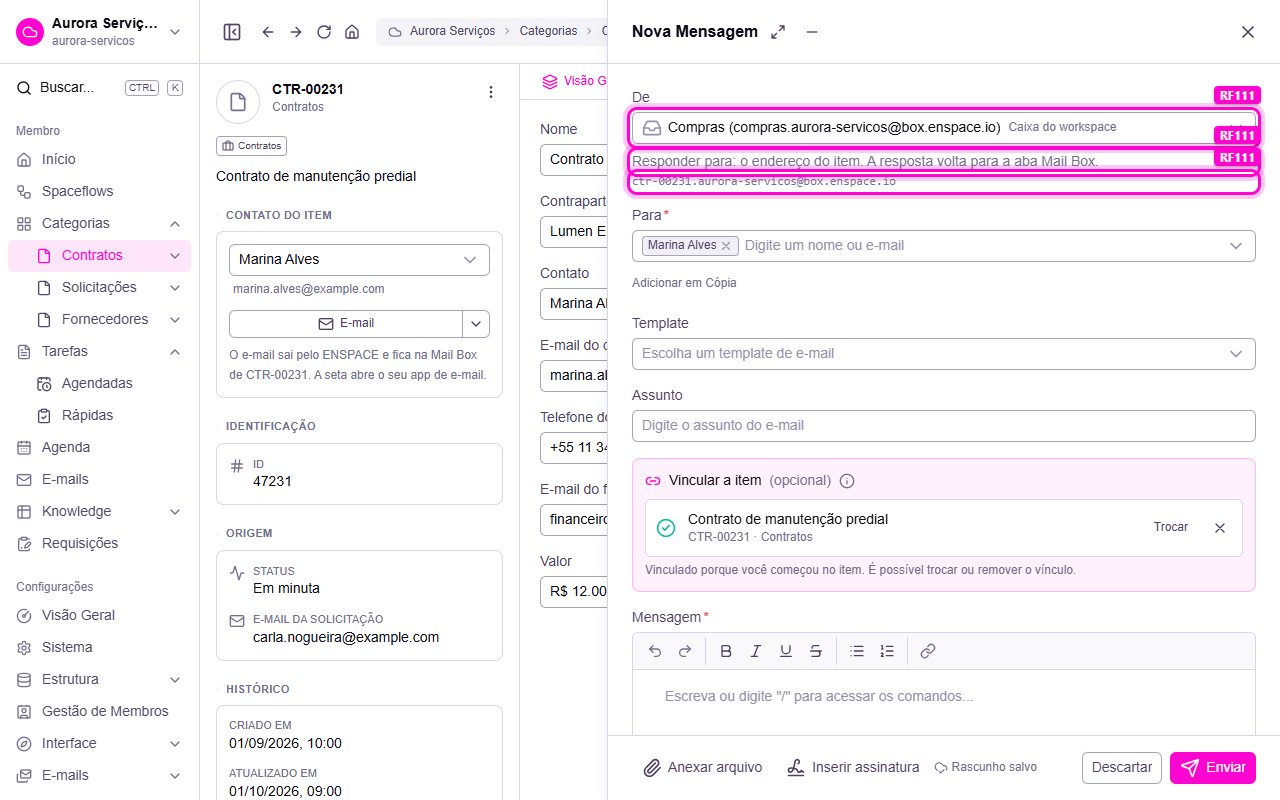 Aurora Serviç...
aurora-servicos
Buscar...
CTRL K
Membro
Início
Spaceflows
Categorias
Contratos
Solicitações
Fornecedores
Tarefas
Agendadas
Rápidas
Agenda
E-mails
Knowledge
Requisições
Configurações
Visão Geral
Sistema
Estrutura
Gestão de Membros
Interface
E-mails
Aurora Serviços > Categorias > C
CTR-00231
Contratos
Contratos
Contrato de manutenção predial
CONTATO DO ITEM
Marina Alves
marina.alves@example.com
E-mail
O e-mail sai pelo ENSPACE e fica na Mail Box
de CTR-00231. A seta abre o seu app de e-mail.
IDENTIFICAÇÃO
ID
47231
ORIGEM
STATUS
Em minuta
E-MAIL DA SOLICITAÇÃO
carla.nogueira@example.com
HISTÓRICO
CRIADO EM
01/09/2026, 10:00
ATUALIZADO EM
01/10/2026, 09:00
Visão G
Nome
Contrato
Contrapart
Lumen E
Contato
Marina Al
E-mail do c
marina.al
Telefone do
+55 11 34
E-mail do f
financeiro
Valor
R$ 12.00
Nova Mensagem
De
RF111
Compras (compras.aurora-servicos@box.enspace.io) Caixa do workspace
RF111
Responder para: o endereço do item. A resposta volta para a aba Mail Box.
RF111
ctr-00231.aurora-servicos@box.enspace.io
Para*
Marina Alves Digite um nome ou e-mail
Adicionar em Cópia
Template
Escolha um template de e-mail
Assunto
Digite o assunto do e-mail
Vincular a item (opcional)
Contrato de manutenção predial
CTR-00231 · Contratos
Trocar
Vinculado porque você começou no item. É possível trocar ou remover o vínculo.
Mensagem*
Escreva ou digite "/" para acessar os comandos...
Anexar arquivo
Inserir assinatura
Rascunho salvo
Descartar
Enviar